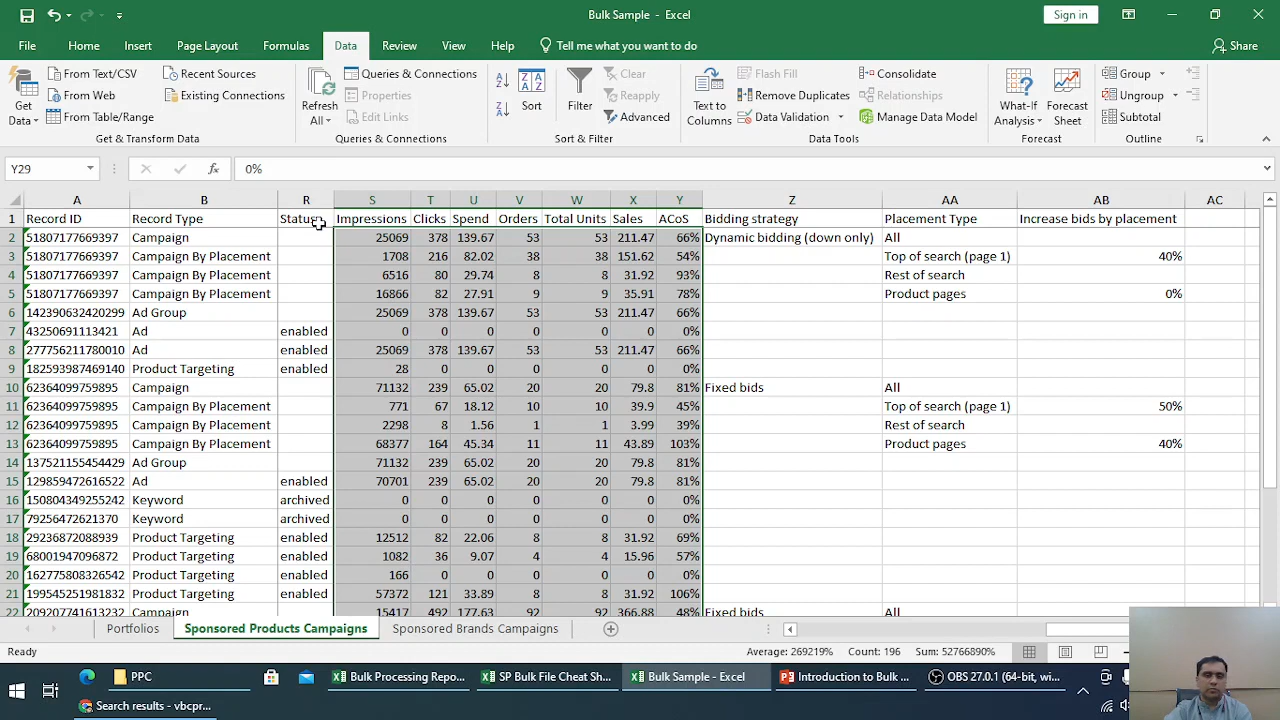 Bulk Sample - Excel
Sign in
File Home Insert Page Layout Formulas Data Review View Help Tell me what you want to do Share
Get Data
From Text/CSV
From Web
From Table/Range
Recent Sources
Existing Connections
Get & Transform Data
Refresh All
Queries & Connections
Properties
Edit Links
Queries & Connections
Sort
Filter
Clear
Reapply
Advanced
Sort & Filter
Text to Columns
Flash Fill
Remove Duplicates
Data Validation
Consolidate
Relationships
Manage Data Model
Data Tools
What-If Analysis
Forecast Sheet
Forecast
Group
Ungroup
Subtotal
Outline
Y29 fx 0%
A B R S T U V W X Y Z AA AB AC
1 Record ID Record Type Status Impressions Clicks Spend Orders Total Units Sales ACoS Bidding strategy Placement Type Increase bids by placement
2 51807177669397 Campaign 25069 378 139.67 53 53 211.47 66% Dynamic bidding (down only) All
3 51807177669397 Campaign By Placement 1708 216 82.02 38 38 151.62 54% Top of search (page 1) 40%
4 51807177669397 Campaign By Placement 6516 80 29.74 8 8 31.92 93% Rest of search
5 51807177669397 Campaign By Placement 16866 82 27.91 9 9 35.91 78% Product pages 0%
6 142390632420299 Ad Group 25069 378 139.67 53 53 211.47 66%
7 43250691113421 Ad enabled 0 0 0 0 0 0 0%
8 277756211780010 Ad enabled 25069 378 139.67 53 53 211.47 66%
9 182593987469140 Product Targeting enabled 28 0 0 0 0 0 0%
10 62364099759895 Campaign 71132 239 65.02 20 20 79.8 81% Fixed bids All
11 62364099759895 Campaign By Placement 771 67 18.12 10 10 39.9 45% Top of search (page 1) 50%
12 62364099759895 Campaign By Placement 2298 8 1.56 1 1 3.99 39% Rest of search
13 62364099759895 Campaign By Placement 68377 164 45.34 11 11 43.89 103% Product pages 40%
14 137521155454429 Ad Group 71132 239 65.02 20 20 79.8 81%
15 129859472616522 Ad enabled 70701 239 65.02 20 20 79.8 81%
16 150804349255242 Keyword archived 0 0 0 0 0 0 0%
17 79256472621370 Keyword archived 0 0 0 0 0 0 0%
18 29236872088939 Product Targeting enabled 12512 82 22.06 8 8 31.92 69%
19 68001947096872 Product Targeting enabled 1082 36 9.07 4 4 15.96 57%
20 162775808326542 Product Targeting enabled 166 0 0 0 0 0 0%
21 199545251981832 Product Targeting enabled 57372 121 33.89 8 8 31.92 106%
22 209207741613232 Campaign 15417 492 177.63 92 92 366.88 48% Fixed bids All
Portfolios Sponsored Products Campaigns Sponsored Brands Campaigns
Ready Average: 269219% Count: 196 Sum: 52766890%
PPC Bulk Processing Repo... SP Bulk File Cheat Sh... Bulk Sample - Excel Introduction to Bulk ... OBS 27.0.1 (64-bit, wi...
Search results - vbcpr...